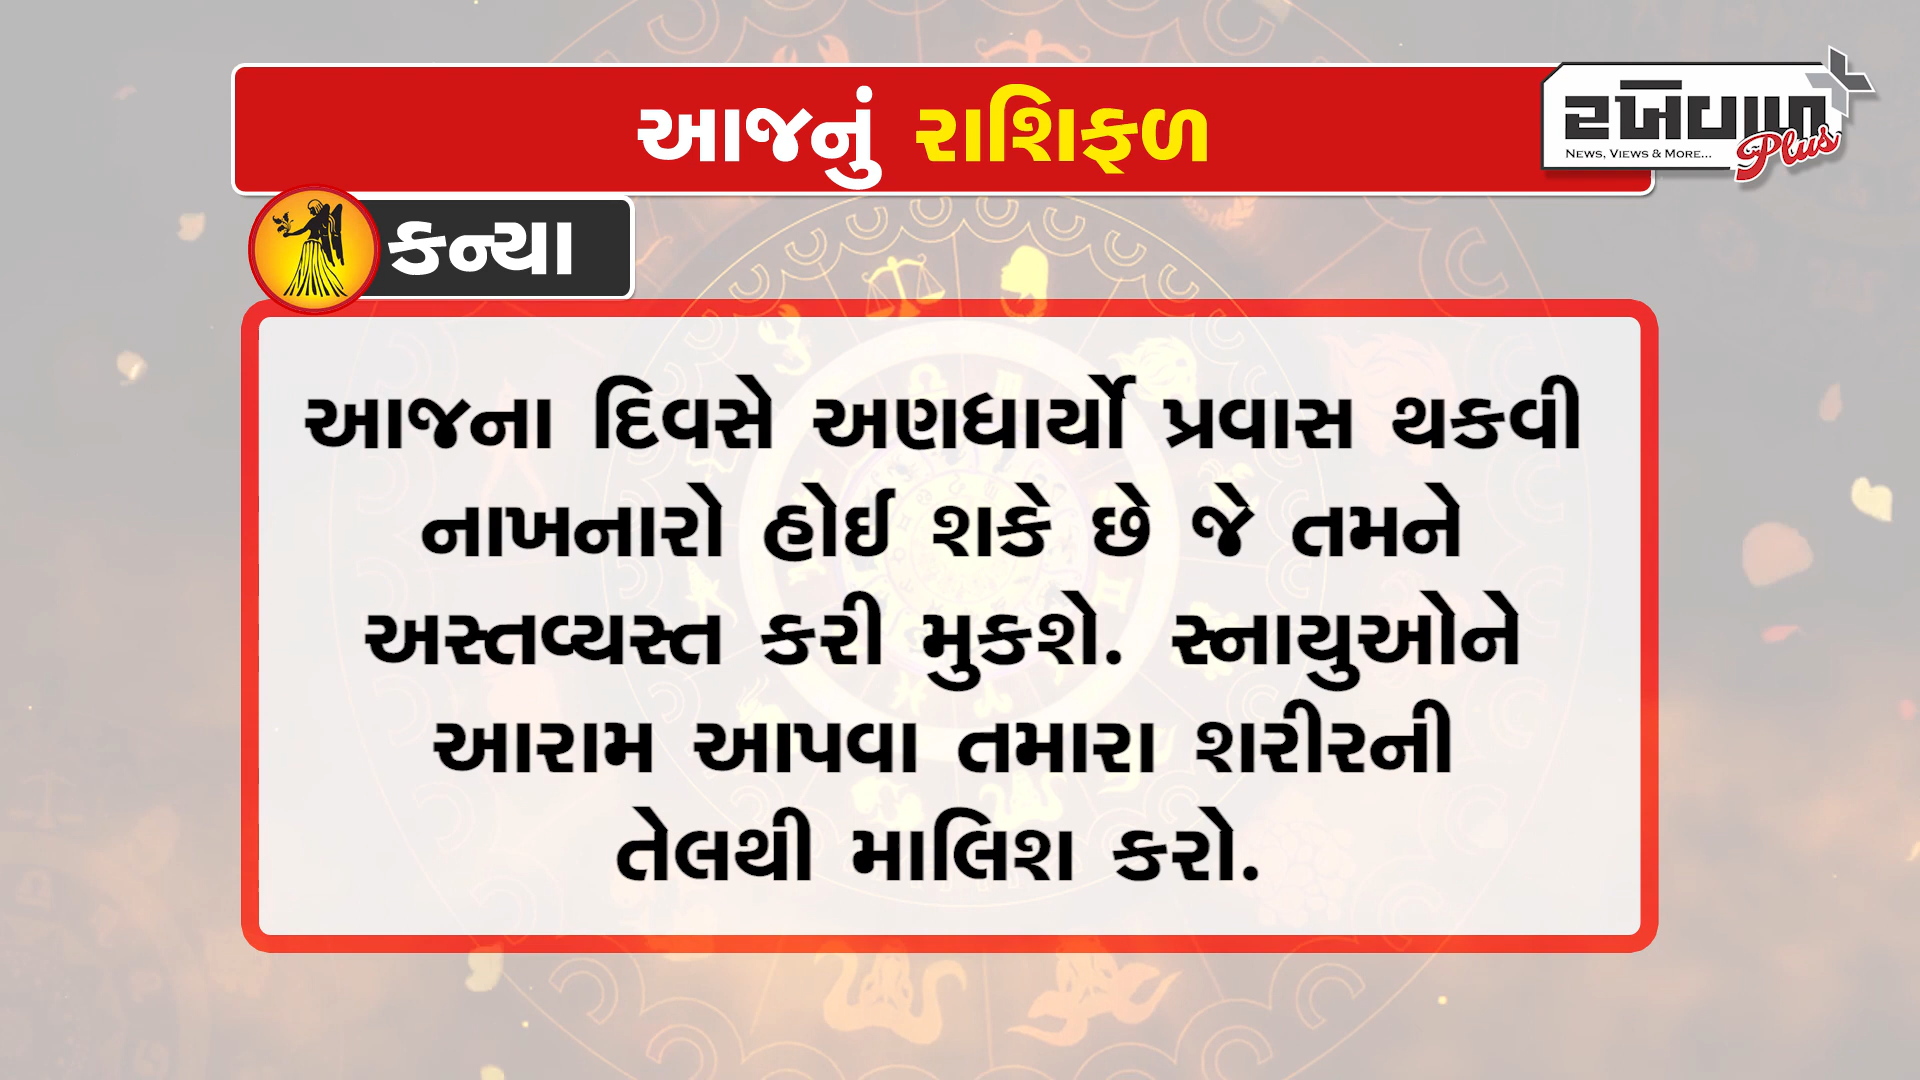 આજનું રાશિફળ
રખેવાળ
Plus
NEWS, VIEWS & MORE...
કન્યા
આજના દિવસે અણધાર્યો પ્રવાસ થકવી
નાખનારો હોઈ શકે છે જે તમને
અસ્તવ્યસ્ત કરી મુકશે. સ્નાયુઓને
આરામ આપવા તમારા શરીરની
તેલથી માલિશ કરો.